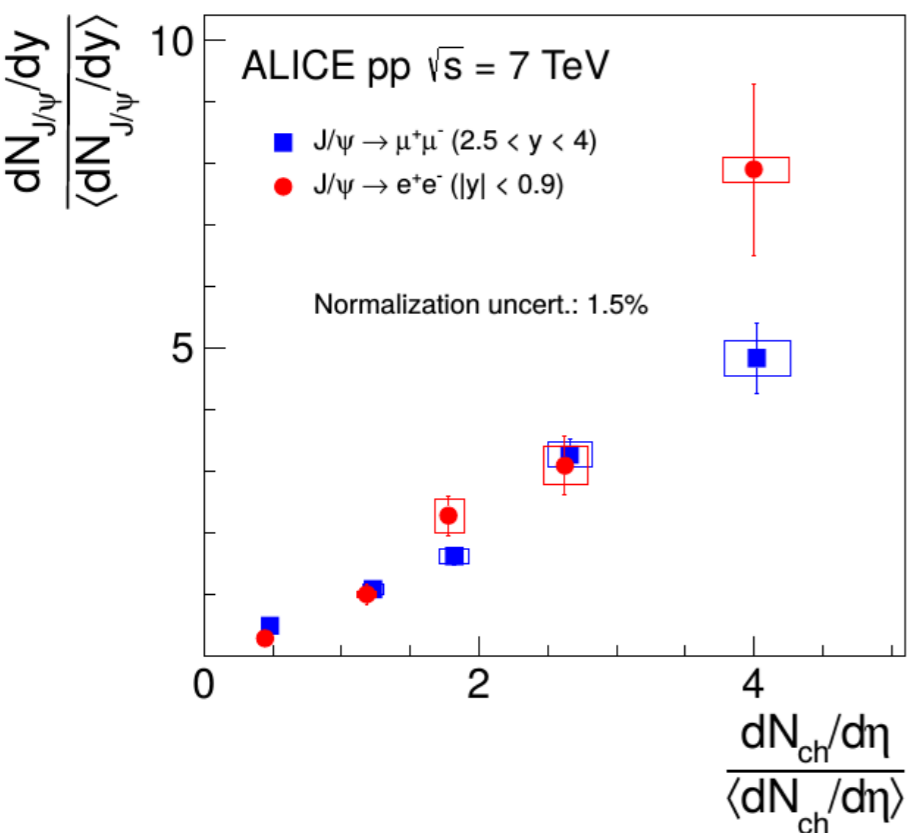 dN_{J/ψ}/dy
⟨dN_{J/ψ}/dy⟩
10
ALICE pp √s = 7 TeV
J/ψ → μ⁺μ⁻ (2.5 < y < 4)
J/ψ → e⁺e⁻ (|y| < 0.9)
Normalization uncert.: 1.5%
5
0 2 4
dN_{ch}/dη
⟨dN_{ch}/dη⟩